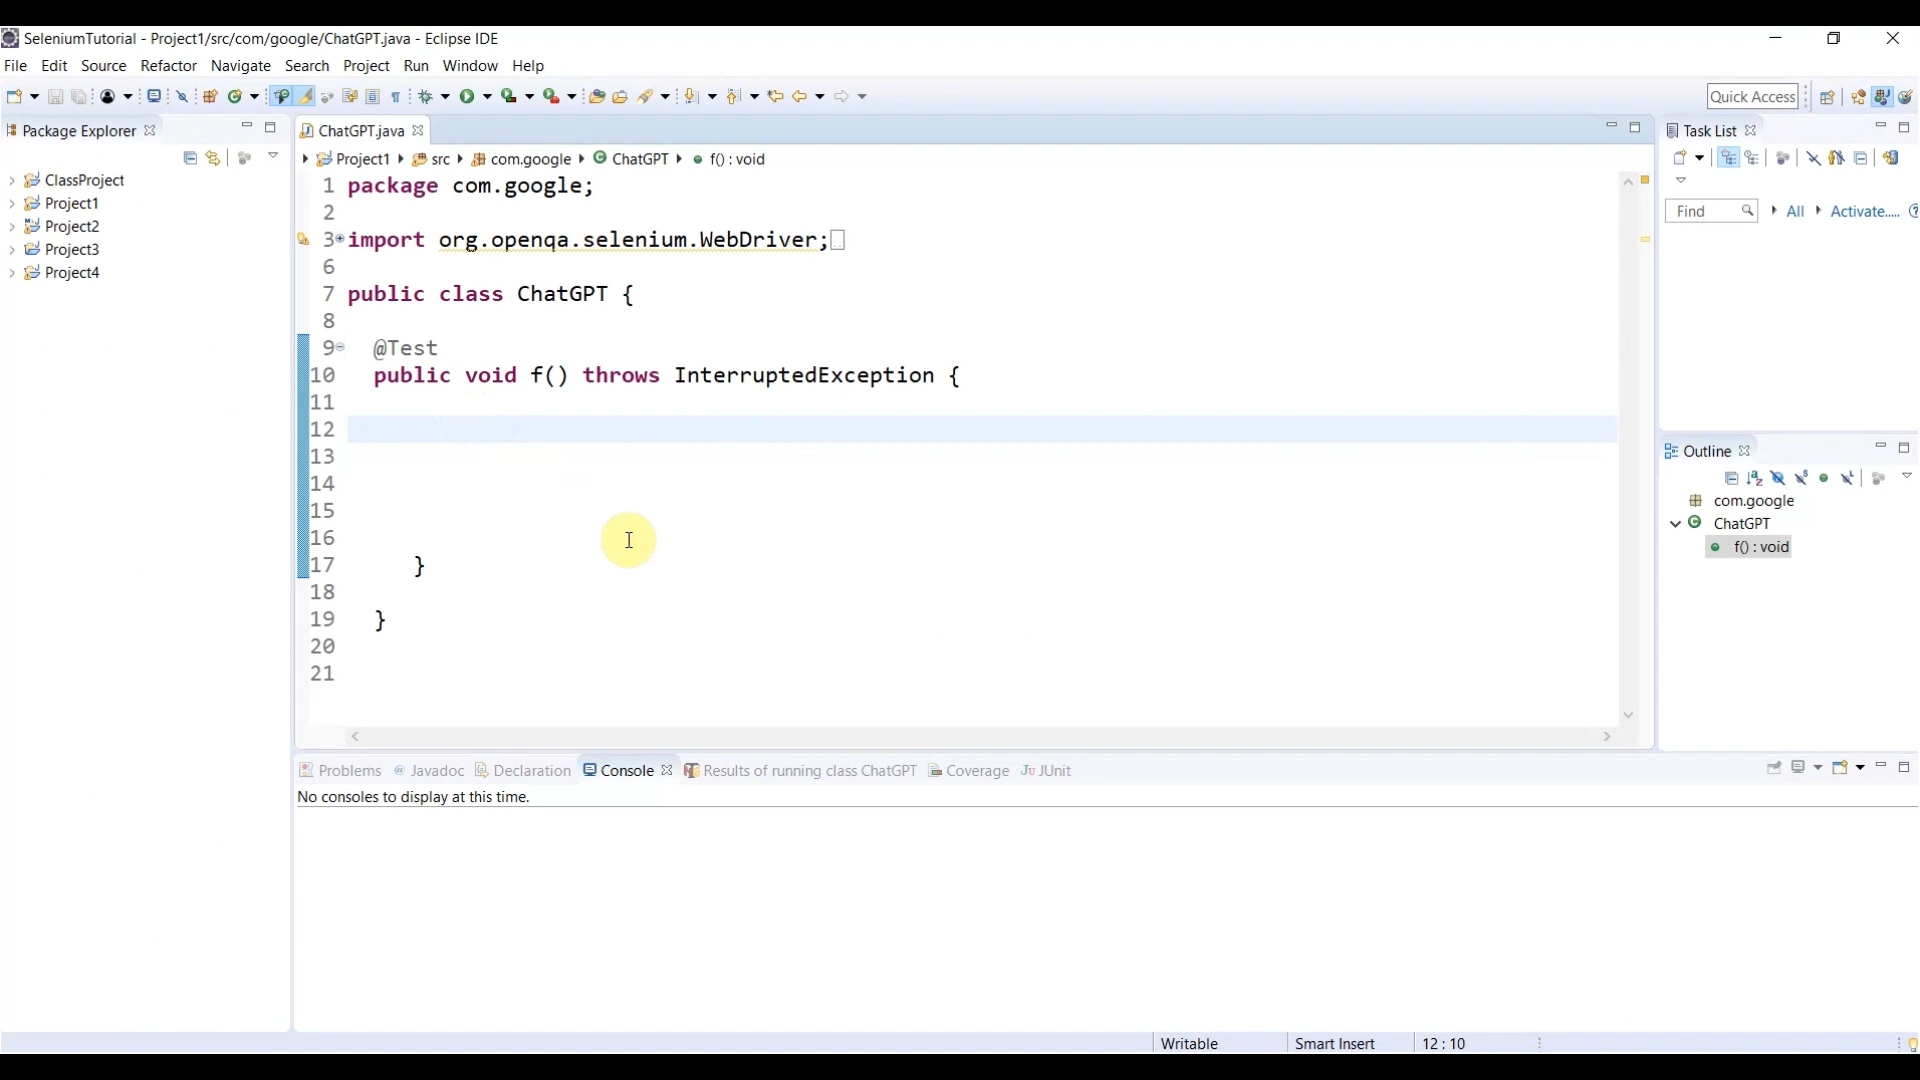 SeleniumTutorial - Project1/src/com/google/ChatGPT.java - Eclipse IDE
File Edit Source Refactor Navigate Search Project Run Window Help
Quick Access
Package Explorer
ClassProject
Project1
Project2
Project3
Project4
ChatGPT.java
Project1 src com.google ChatGPT f() : void
1 package com.google;
2
3 import org.openqa.selenium.WebDriver;
6
7 public class ChatGPT {
8
9 @Test
10 public void f() throws InterruptedException {
11
12
13
14
15
16
17 }
18
19 }
20
21
Task List
Find All Activate.....
Outline
com.google
ChatGPT
f() : void
Problems @ Javadoc Declaration Console Results of running class ChatGPT Coverage JUnit
No consoles to display at this time.
Writable Smart Insert 12 : 10